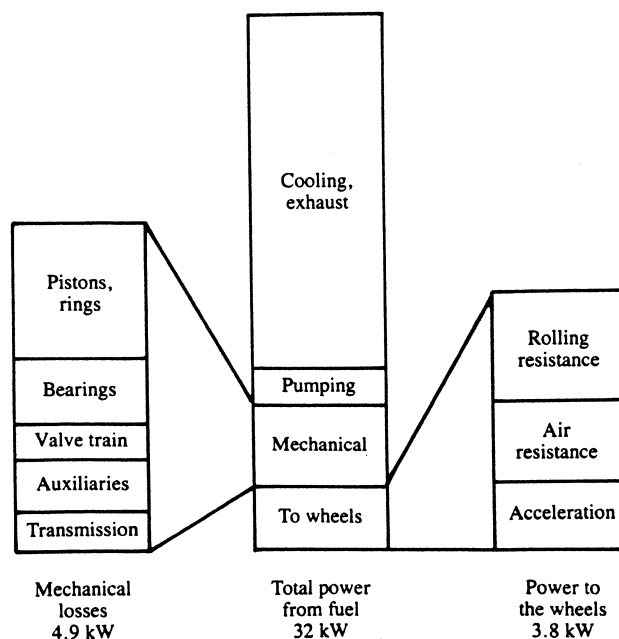 Pistons,
rings
Bearings
Valve train
Auxiliaries
Transmission
Mechanical
losses
4.9 kW
Cooling,
exhaust
Pumping
Mechanical
To wheels
Total power
from fuel
32 kW
Rolling
resistance
Air
resistance
Acceleration
Power to
the wheels
3.8 kW